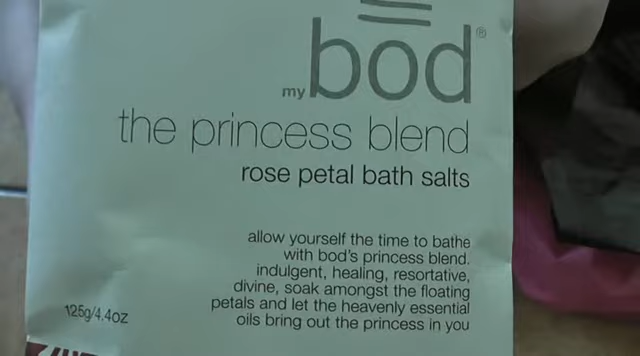 my bod®
the princess blend
rose petal bath salts
allow yourself the time to bathe
with bod's princess blend.
indulgent, healing, resortative,
divine, soak amongst the floating
petals and let the heavenly essential
oils bring out the princess in you
125g/4.4oz